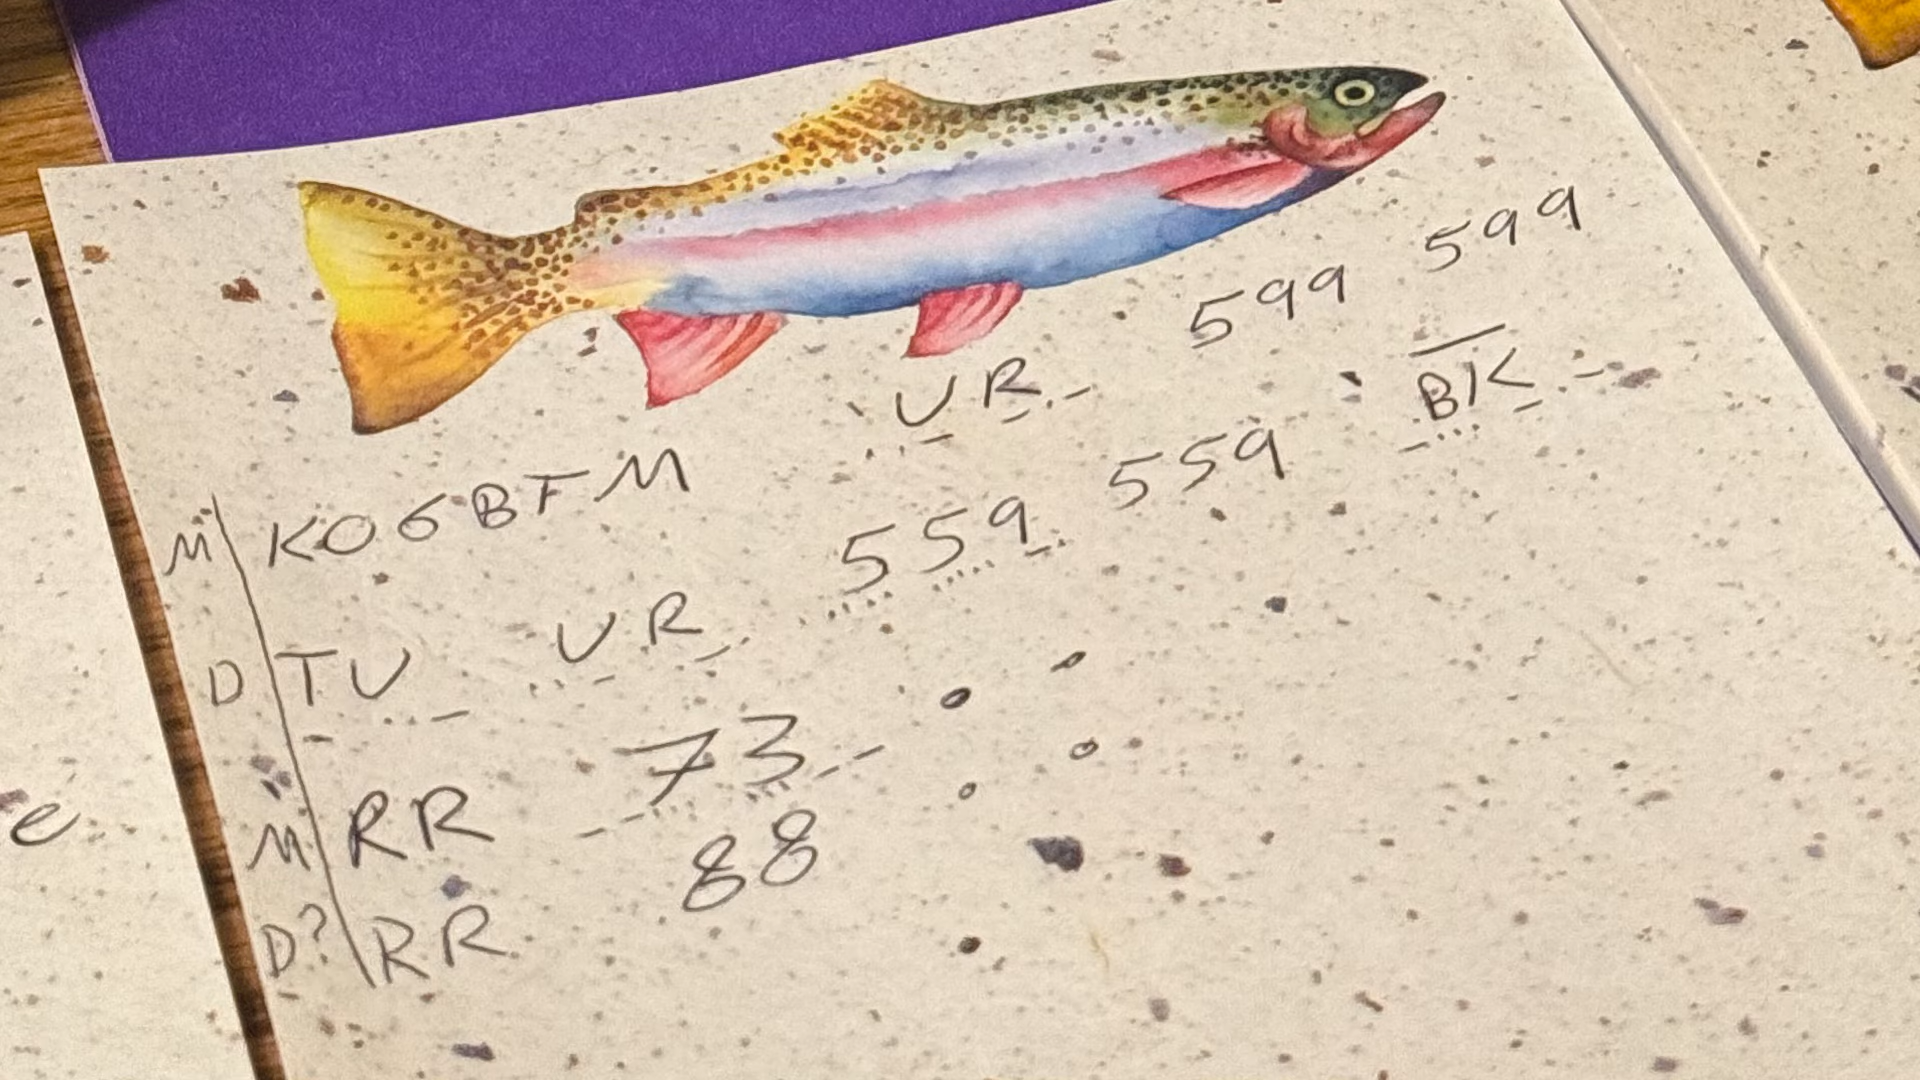 M KO6BFM UR 599 599
D TU UR 559 559 BK
M RR 73
D? RR 88
e